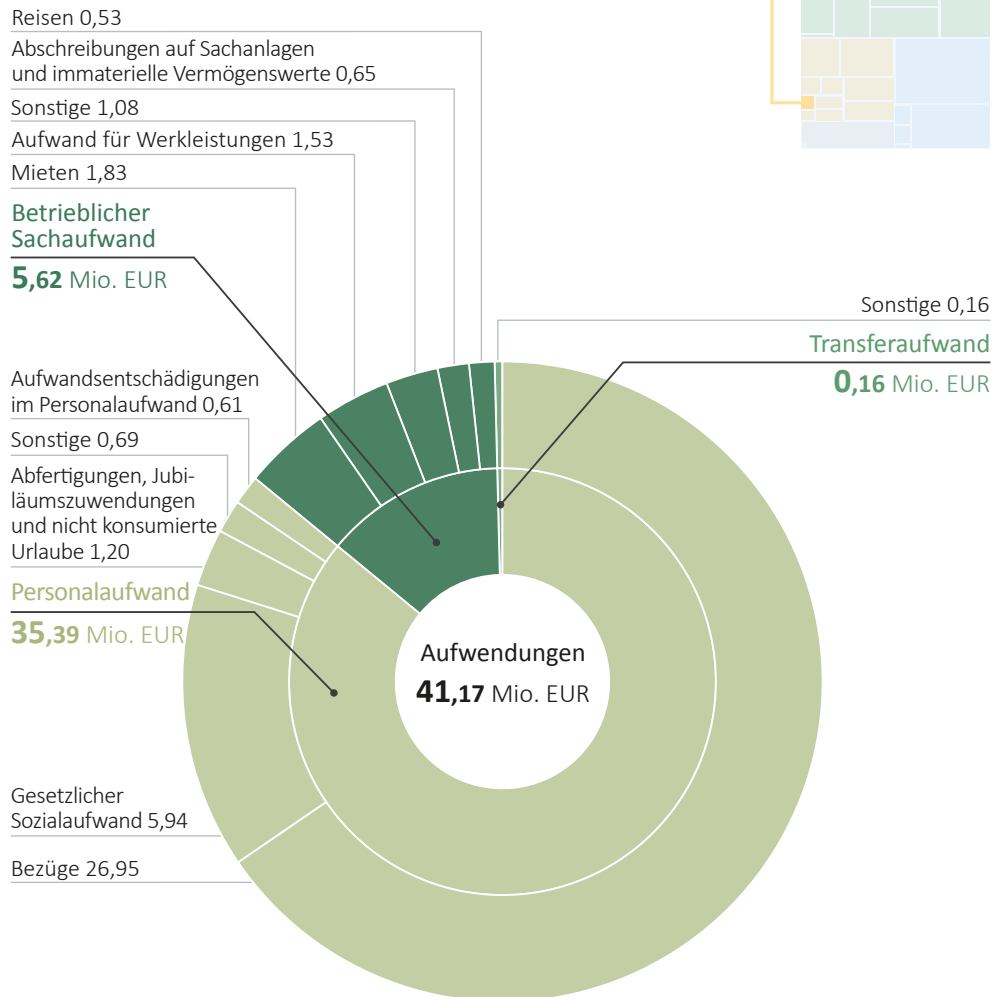 Reisen 0,53
Abschreibungen auf Sachanlagen
und immaterielle Vermögenswerte 0,65
Sonstige 1,08
Aufwand für Werkleistungen 1,53
Mieten 1,83
Betrieblicher
Sachaufwand
5,62 Mio. EUR
Sonstige 0,16
Transferaufwand
0,16 Mio. EUR
Aufwandsentschädigungen
im Personalaufwand 0,61
Sonstige 0,69
Abfertigungen, Jubi-
läumszuwendungen
und nicht konsumierte
Urlaube 1,20
Personalaufwand
35,39 Mio. EUR
Aufwendungen
41,17 Mio. EUR
Gesetzlicher
Sozialaufwand 5,94
Bezüge 26,95